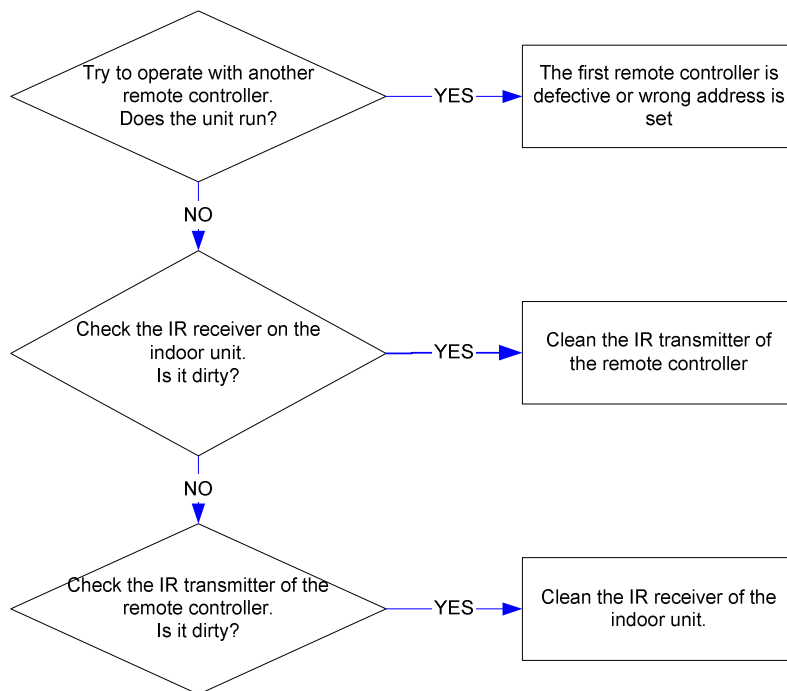 Try to operate with another
remote controller.
Does the unit run?
YES
The first remote controller is
defective or wrong address is
set
NO
Check the IR receiver on the
indoor unit.
Is it dirty?
YES
Clean the IR transmitter of
the remote controller
NO
Check the IR transmitter of the
remote controller.
Is it dirty?
YES
Clean the IR receiver of the
indoor unit.